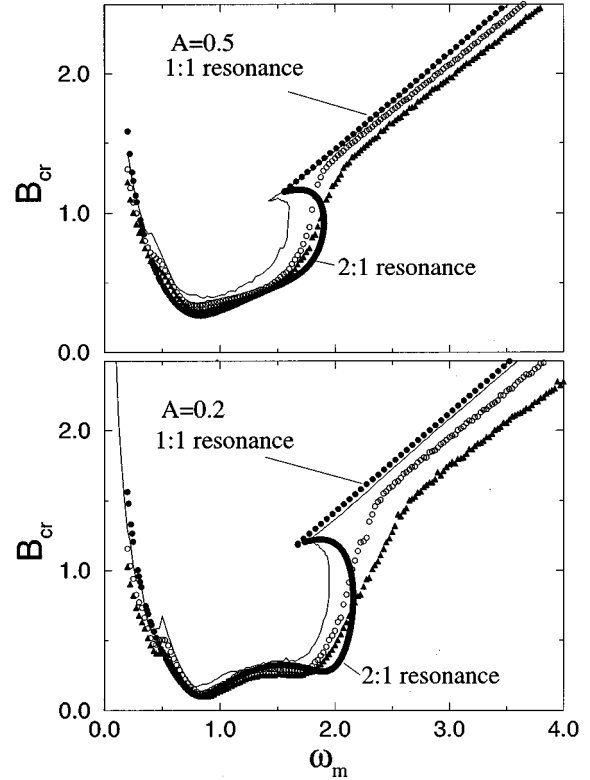 2.0
A=0.5
1:1 resonance
B_cr
1.0
2:1 resonance
0.0
A=0.2
2.0
1:1 resonance
B_cr
1.0
2:1 resonance
0.0
0.0 1.0 2.0 3.0 4.0
ω_m